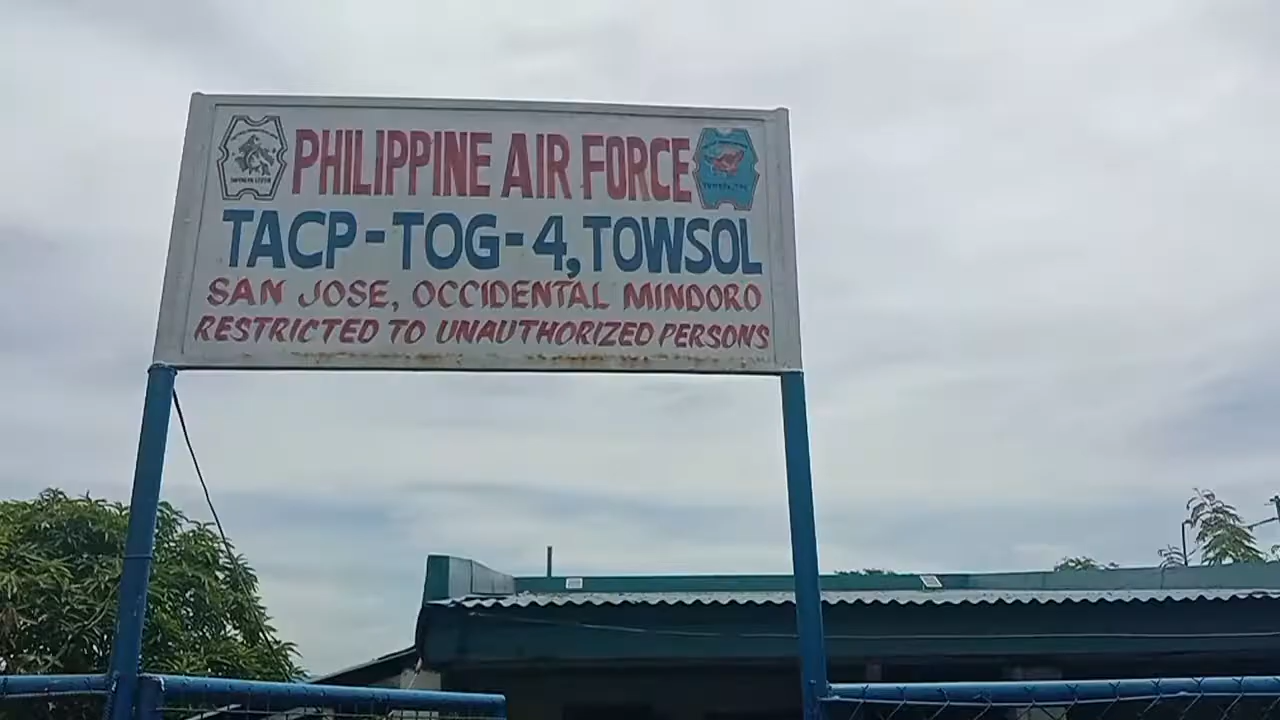 PHILIPPINE AIR FORCE
TACP-TOG-4, TOWSOL
SAN JOSE, OCCIDENTAL MINDORO
RESTRICTED TO UNAUTHORIZED PERSONS